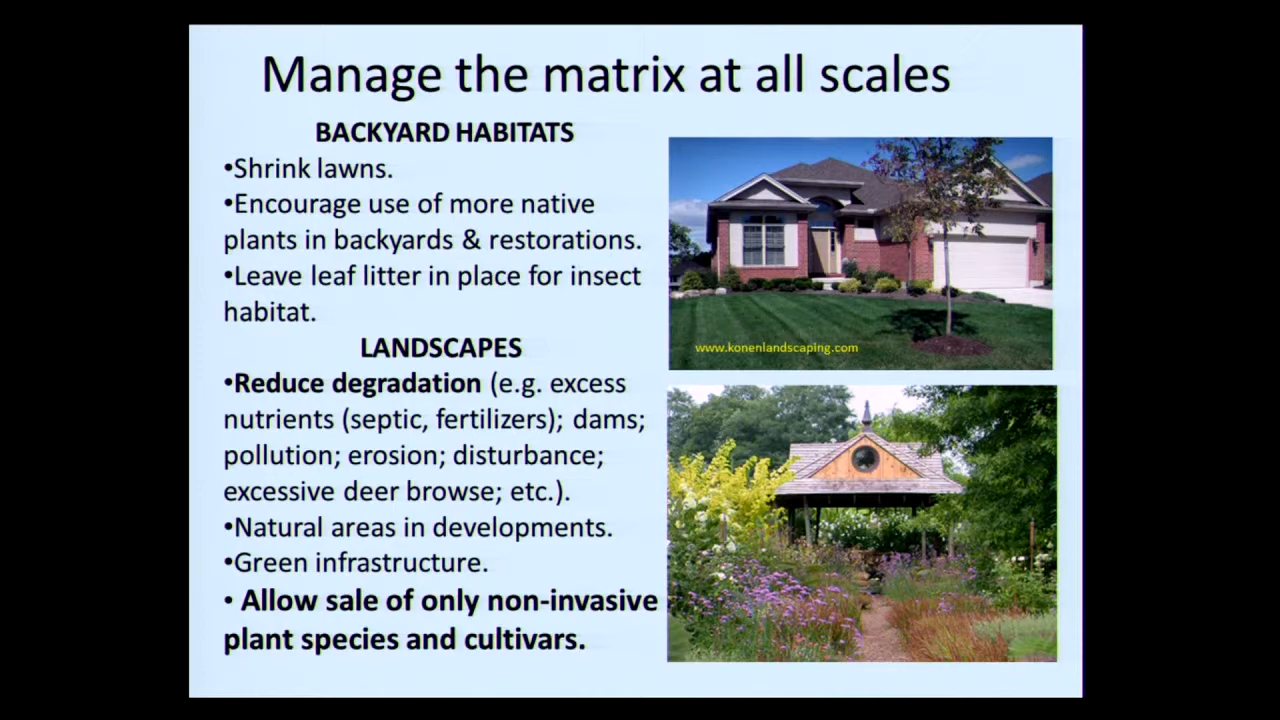 Manage the matrix at all scales
BACKYARD HABITATS
•Shrink lawns.
•Encourage use of more native
plants in backyards & restorations.
•Leave leaf litter in place for insect
habitat.
LANDSCAPES
•Reduce degradation (e.g. excess
nutrients (septic, fertilizers); dams;
pollution; erosion; disturbance;
excessive deer browse; etc.).
•Natural areas in developments.
•Green infrastructure.
• Allow sale of only non-invasive
plant species and cultivars.
www.konenlandscaping.com